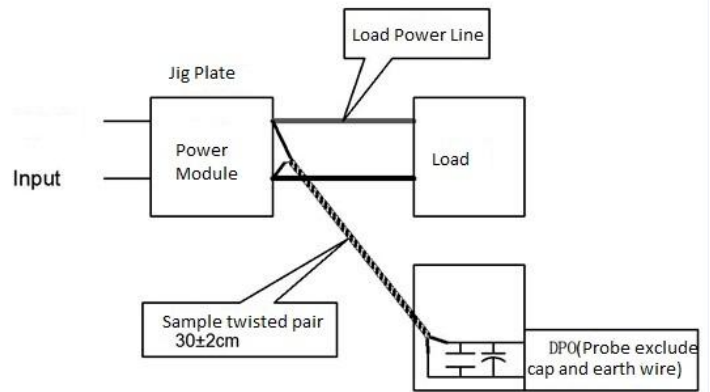 Load Power Line
Jig Plate
Power
Module
Load
Input
Sample twisted pair
30±2cm
DPO(Probe exclude
cap and earth wire)